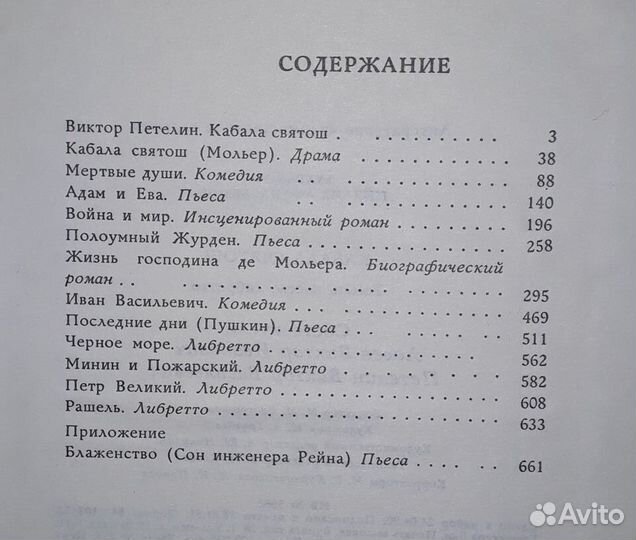 СОДЕРЖАНИЕ
Виктор Петелин. Кабала святош . . . . . . . . . . 3
Кабала святош (Мольер). Драма . . . . . . . . . 38
Мертвые души. Комедия . . . . . . . . . . . 88
Адам и Ева. Пьеса . . . . . . . . . . . . . 140
Война и мир. Инсценированный роман . . . . . . . 196
Полоумный Журден. Пьеса . . . . . . . . . . . 258
Жизнь господина де Мольера. Биографический
роман . . . . . . . . . . . . . . . . 295
Иван Васильевич. Комедия . . . . . . . . . . . 469
Последние дни (Пушкин). Пьеса . . . . . . . . . 511
Черное море. Либретто . . . . . . . . . . . 562
Минин и Пожарский. Либретто . . . . . . . . . 582
Петр Великий. Либретто . . . . . . . . . . . 608
Рашель. Либретто . . . . . . . . . . . . . 633
Приложение
Блаженство (Сон инженера Рейна) Пьеса . . . . . . 661
Avito